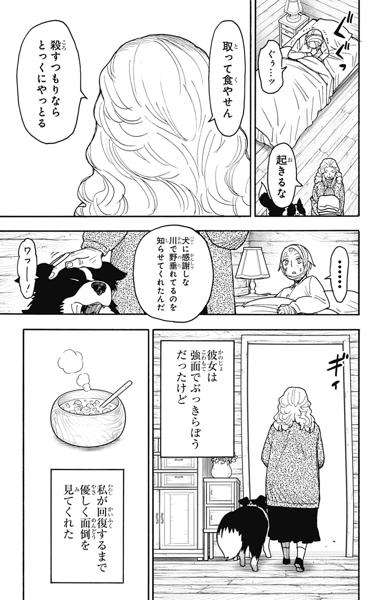 ぐぅ…ッ
起きるな
取って食やせん
殺すつもりなら
とっくにやっとる
………
犬に感謝しな
川で野垂れてるのを
知らせてくれたんだ
ワフー！
彼女は
強面でぶっきらぼう
だったけど
私が回復するまで
優しく面倒を
見てくれた